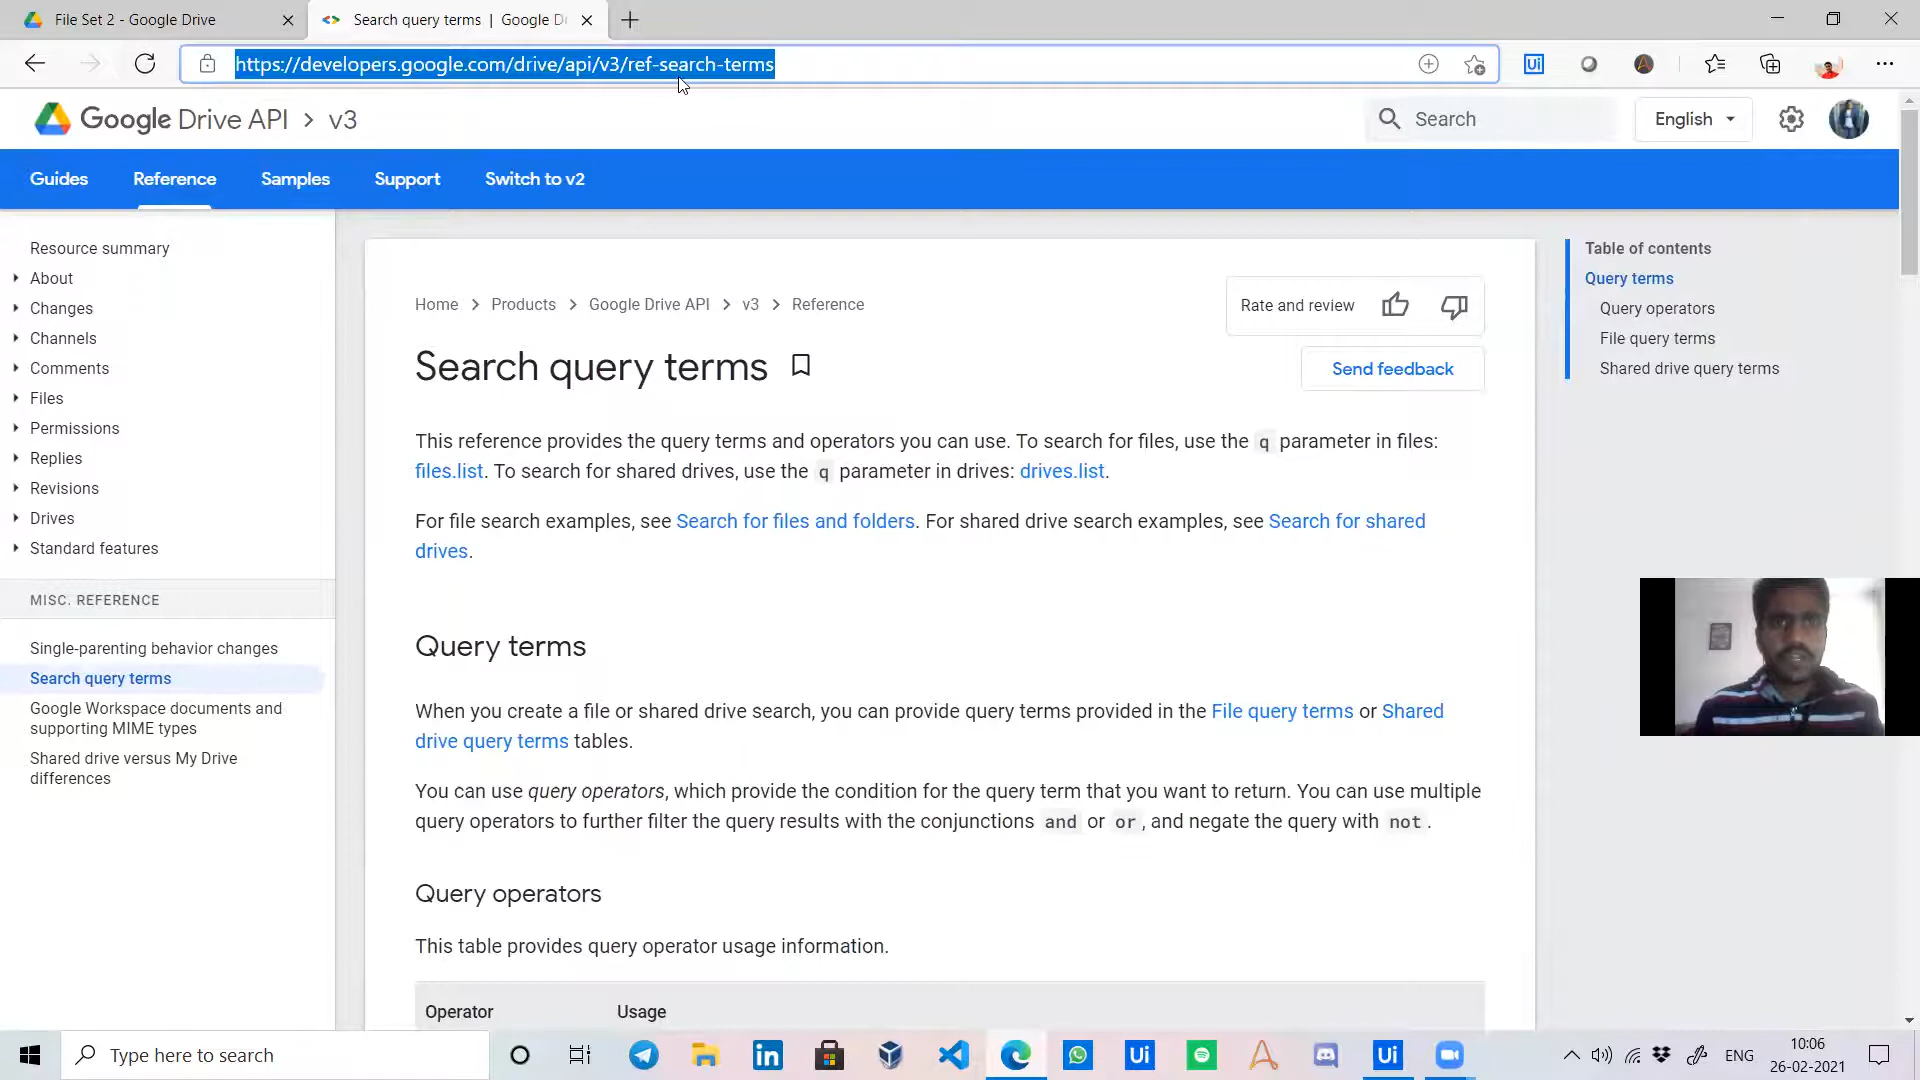 File Set 2 - Google Drive
Search query terms | Google D
https://developers.google.com/drive/api/v3/ref-search-terms
Google Drive API > v3
Search
English
Guides
Reference
Samples
Support
Switch to v2
Resource summary
About
Changes
Channels
Comments
Files
Permissions
Replies
Revisions
Drives
Standard features
MISC. REFERENCE
Single-parenting behavior changes
Search query terms
Google Workspace documents and
supporting MIME types
Shared drive versus My Drive
differences
Home > Products > Google Drive API > v3 > Reference
Rate and review
Search query terms
Send feedback
This reference provides the query terms and operators you can use. To search for files, use the q parameter in files:
files.list. To search for shared drives, use the q parameter in drives: drives.list.
For file search examples, see Search for files and folders. For shared drive search examples, see Search for shared
drives.
Query terms
When you create a file or shared drive search, you can provide query terms provided in the File query terms or Shared
drive query terms tables.
You can use query operators, which provide the condition for the query term that you want to return. You can use multiple
query operators to further filter the query results with the conjunctions and or or, and negate the query with not.
Query operators
This table provides query operator usage information.
Operator Usage
Table of contents
Query terms
Query operators
File query terms
Shared drive query terms
Type here to search
ENG
10:06
26-02-2021